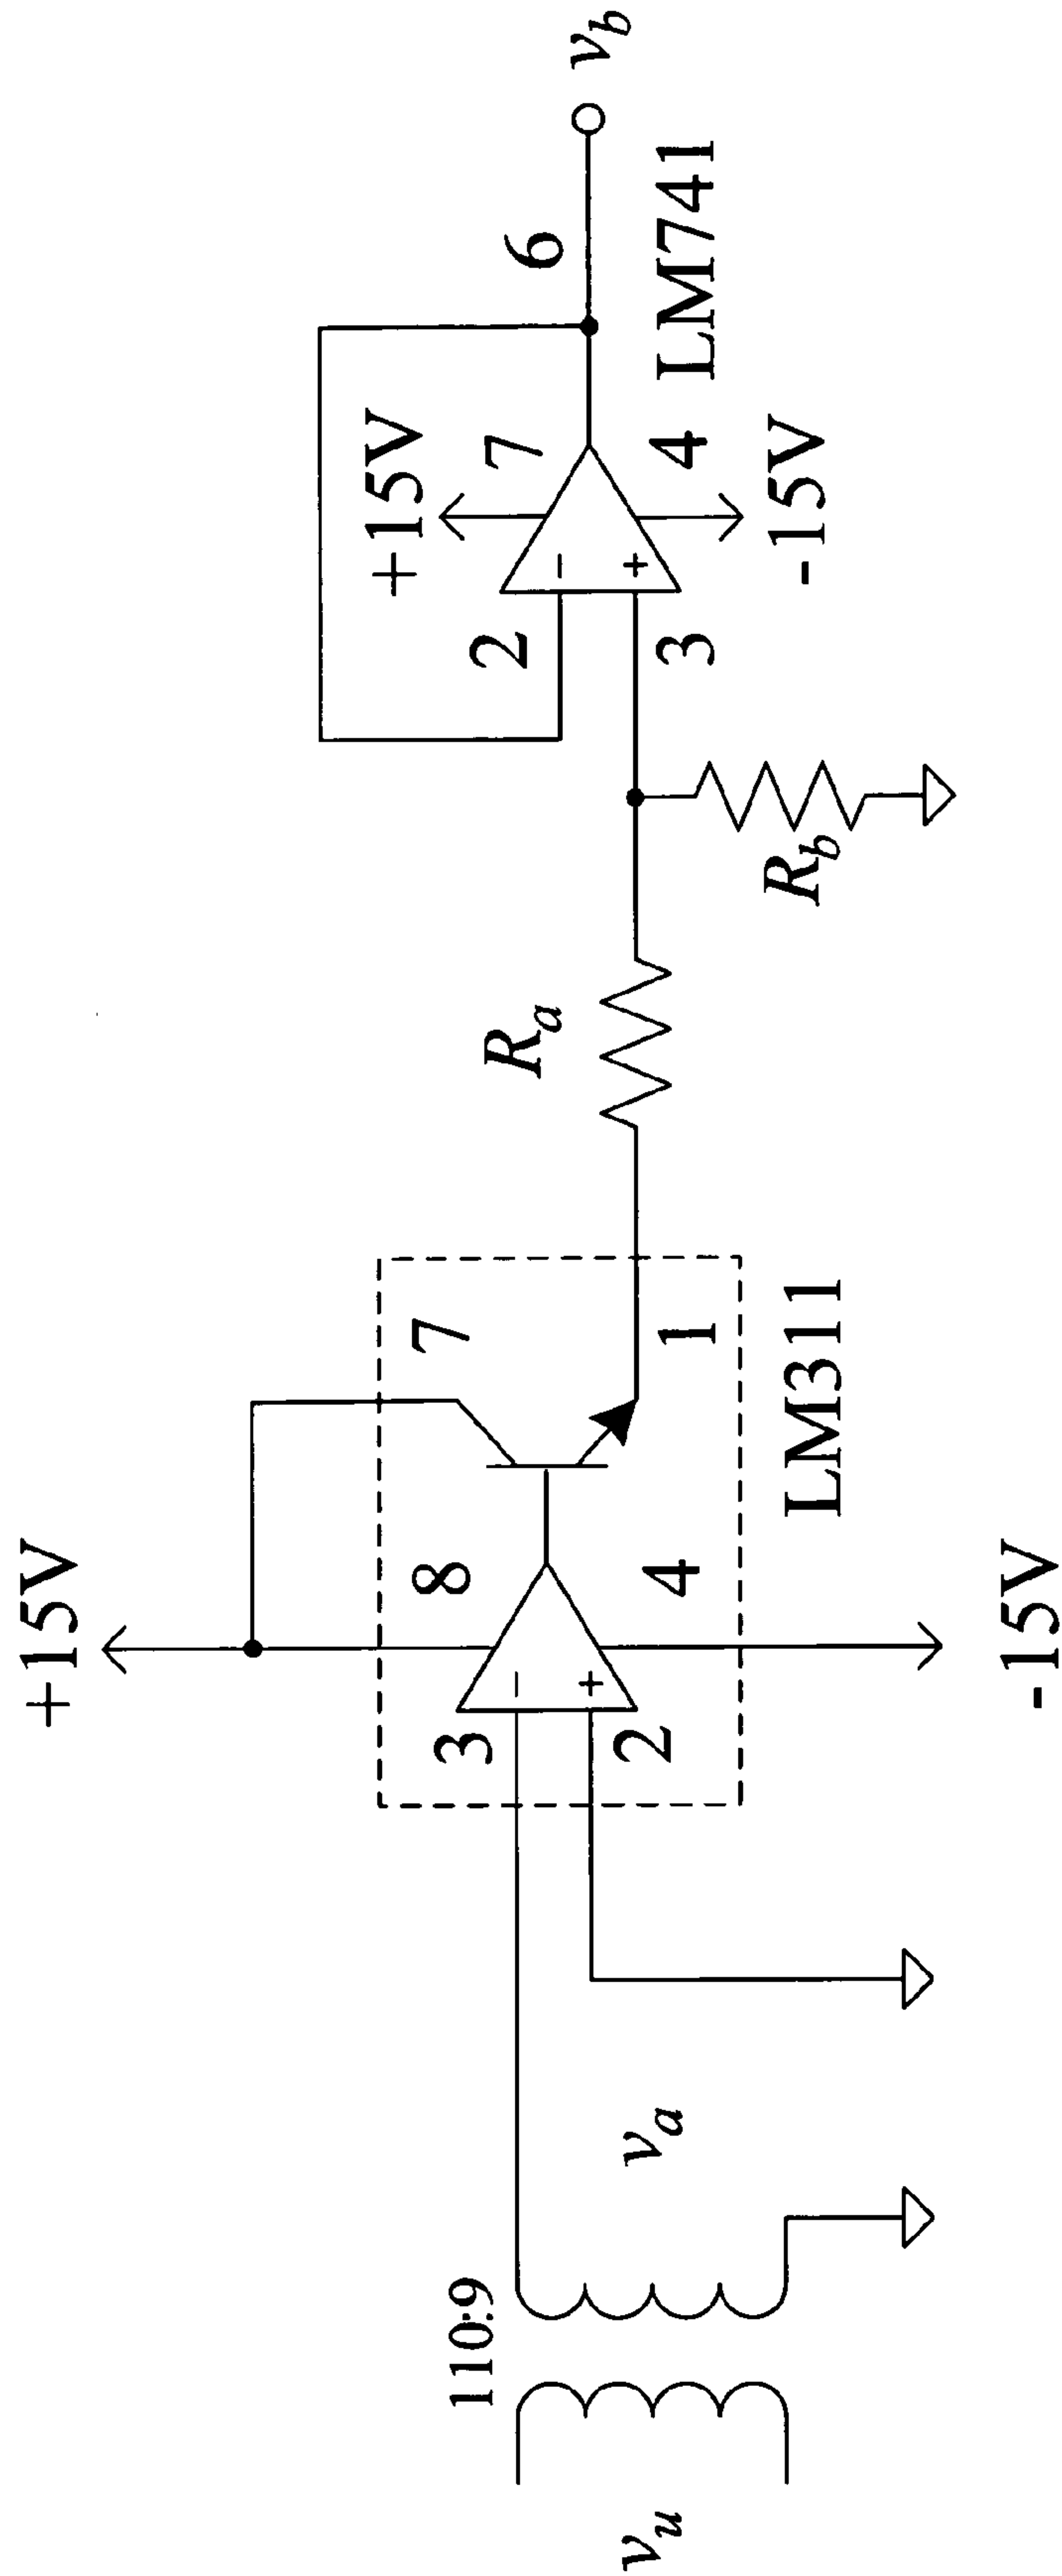 +15V
+15V
110:9
3
8
7
R_a
2
7
6
v_u
v_a
−
+
−
+
v_b
2
4
1
R_b
3
4
LM311
LM741
-15V
-15V